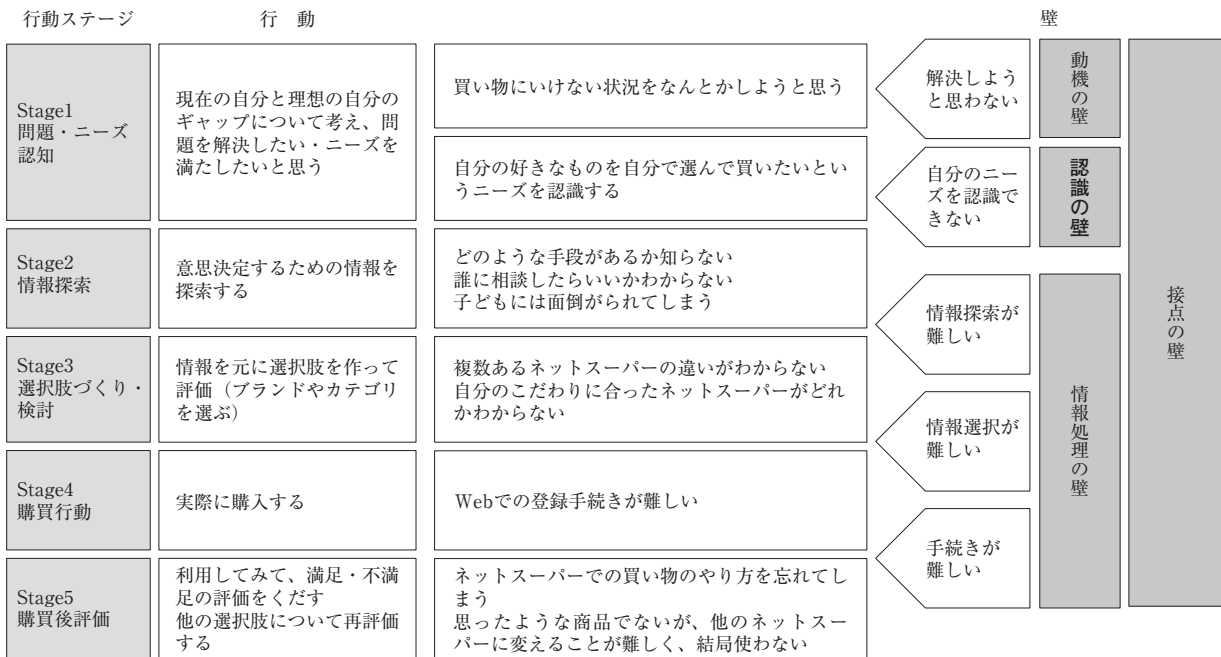 行動ステージ
行　動
壁
Stage1
問題・ニーズ
認知
現在の自分と理想の自分の
ギャップについて考え、問
題を解決したい・ニーズを
満たしたいと思う
買い物にいけない状況をなんとかしようと思う
自分の好きなものを自分で選んで買いたいとい
うニーズを認識する
解決しよう
と思わない
動機の壁
自分のニー
ズを認識で
きない
認識の壁
Stage2
情報探索
意思決定するための情報を
探索する
どのような手段があるか知らない
誰に相談したらいいかわからない
子どもには面倒がられてしまう
情報探索が
難しい
Stage3
選択肢づくり・
検討
情報を元に選択肢を作って
評価（ブランドやカテゴリ
を選ぶ）
複数あるネットスーパーの違いがわからない
自分のこだわりに合ったネットスーパーがどれ
かわからない
情報選択が
難しい
Stage4
購買行動
実際に購入する
Webでの登録手続きが難しい
手続きが
難しい
Stage5
購買後評価
利用してみて、満足・不満
足の評価をくだす
他の選択肢について再評価
する
ネットスーパーでの買い物のやり方を忘れてし
まう
思ったような商品でないが、他のネットスー
パーに変えることが難しく、結局使わない
情報処理の壁
接点の壁